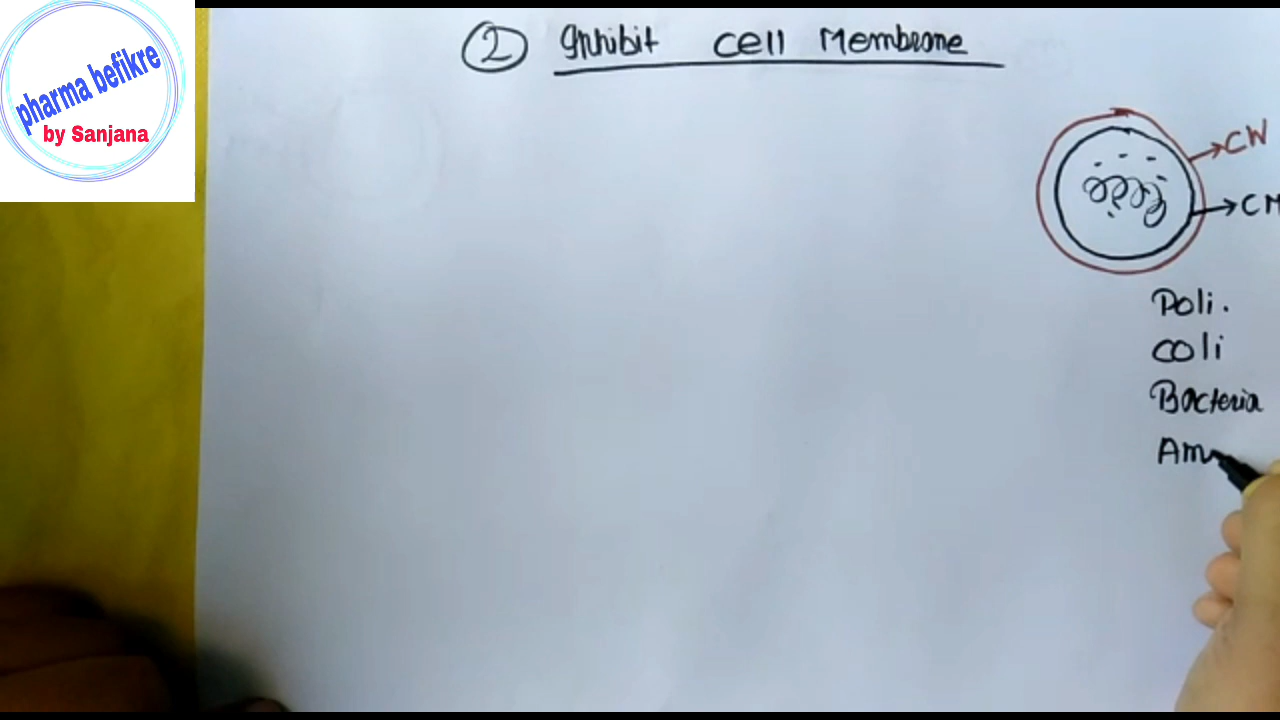 pharma befikre
by Sanjana
2 Inhibit cell Membrane
CW
CM
Poli.
coli
Bacteria
Am